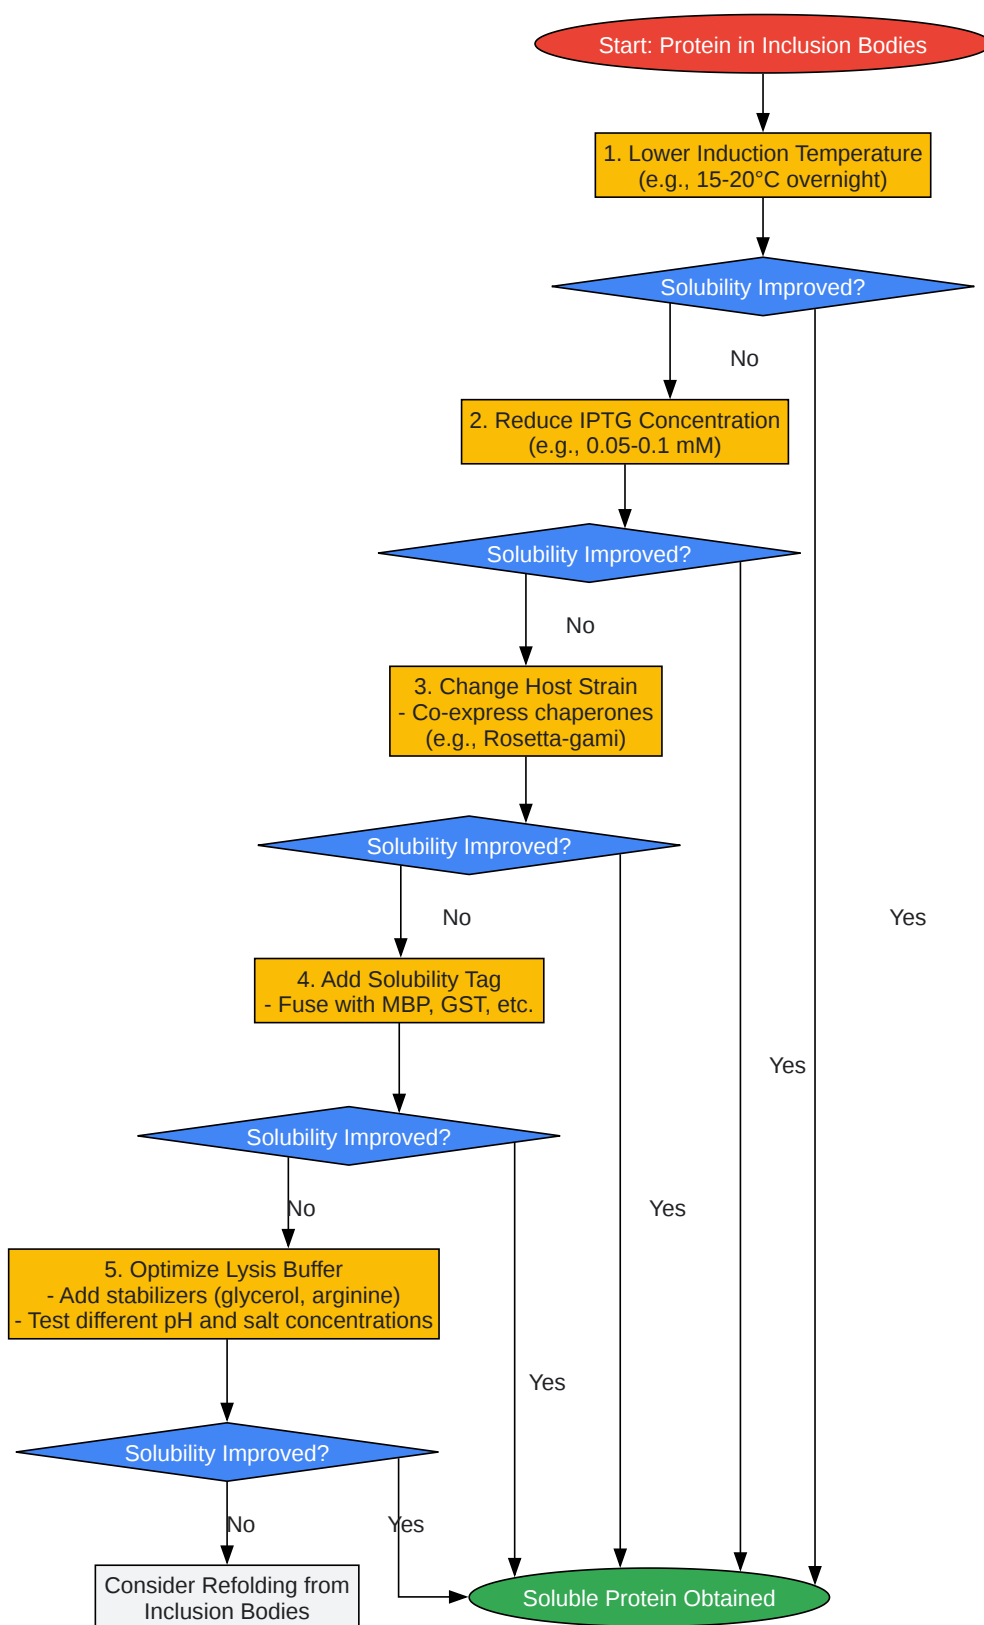 Start: Protein in Inclusion Bodies
1. Lower Induction Temperature
(e.g., 15-20°C overnight)
Solubility Improved?
No
2. Reduce IPTG Concentration
(e.g., 0.05-0.1 mM)
Solubility Improved?
No
3. Change Host Strain
- Co-express chaperones
(e.g., Rosetta-gami)
Solubility Improved?
No
Yes
4. Add Solubility Tag
- Fuse with MBP, GST, etc.
Yes
Solubility Improved?
No
Yes
5. Optimize Lysis Buffer
- Add stabilizers (glycerol, arginine)
- Test different pH and salt concentrations
Yes
Solubility Improved?
No
Yes
Consider Refolding from
Inclusion Bodies
Soluble Protein Obtained